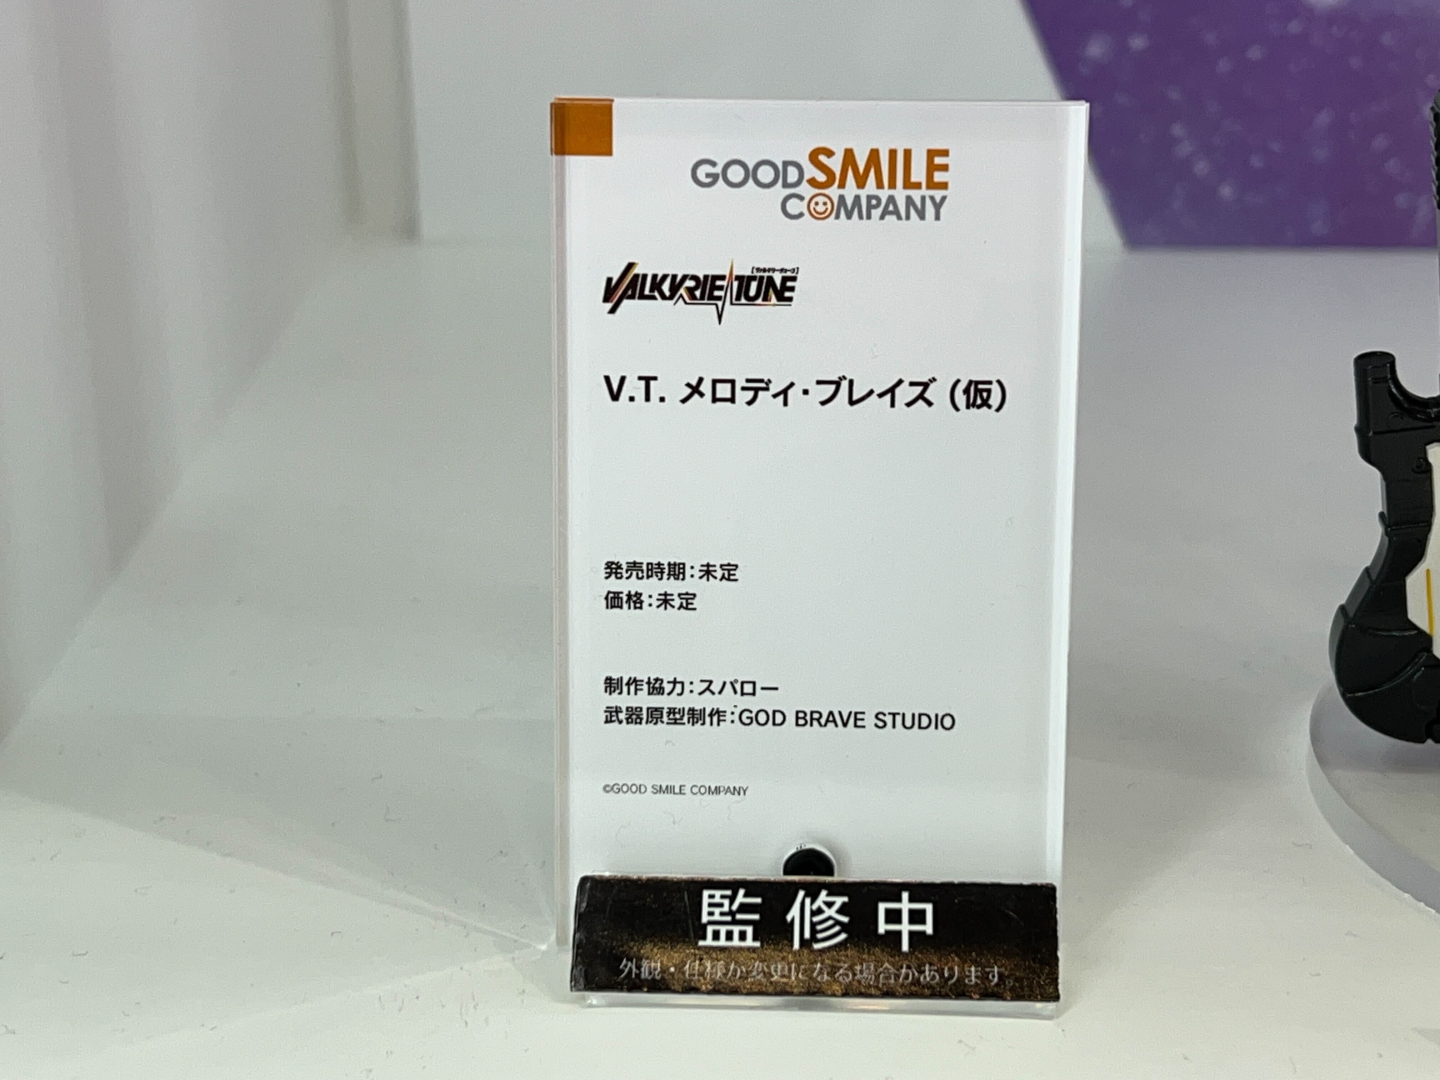 GOOD SMILE
COMPANY
VALKYRIE TUNE
[ヴァルキリーチューン]
V.T. メロディ・ブレイズ (仮)
発売時期:未定
価格:未定
制作協力:スパロー
武器原型制作:GOD BRAVE STUDIO
©GOOD SMILE COMPANY
監修中
外観・仕様が変更になる場合があります。